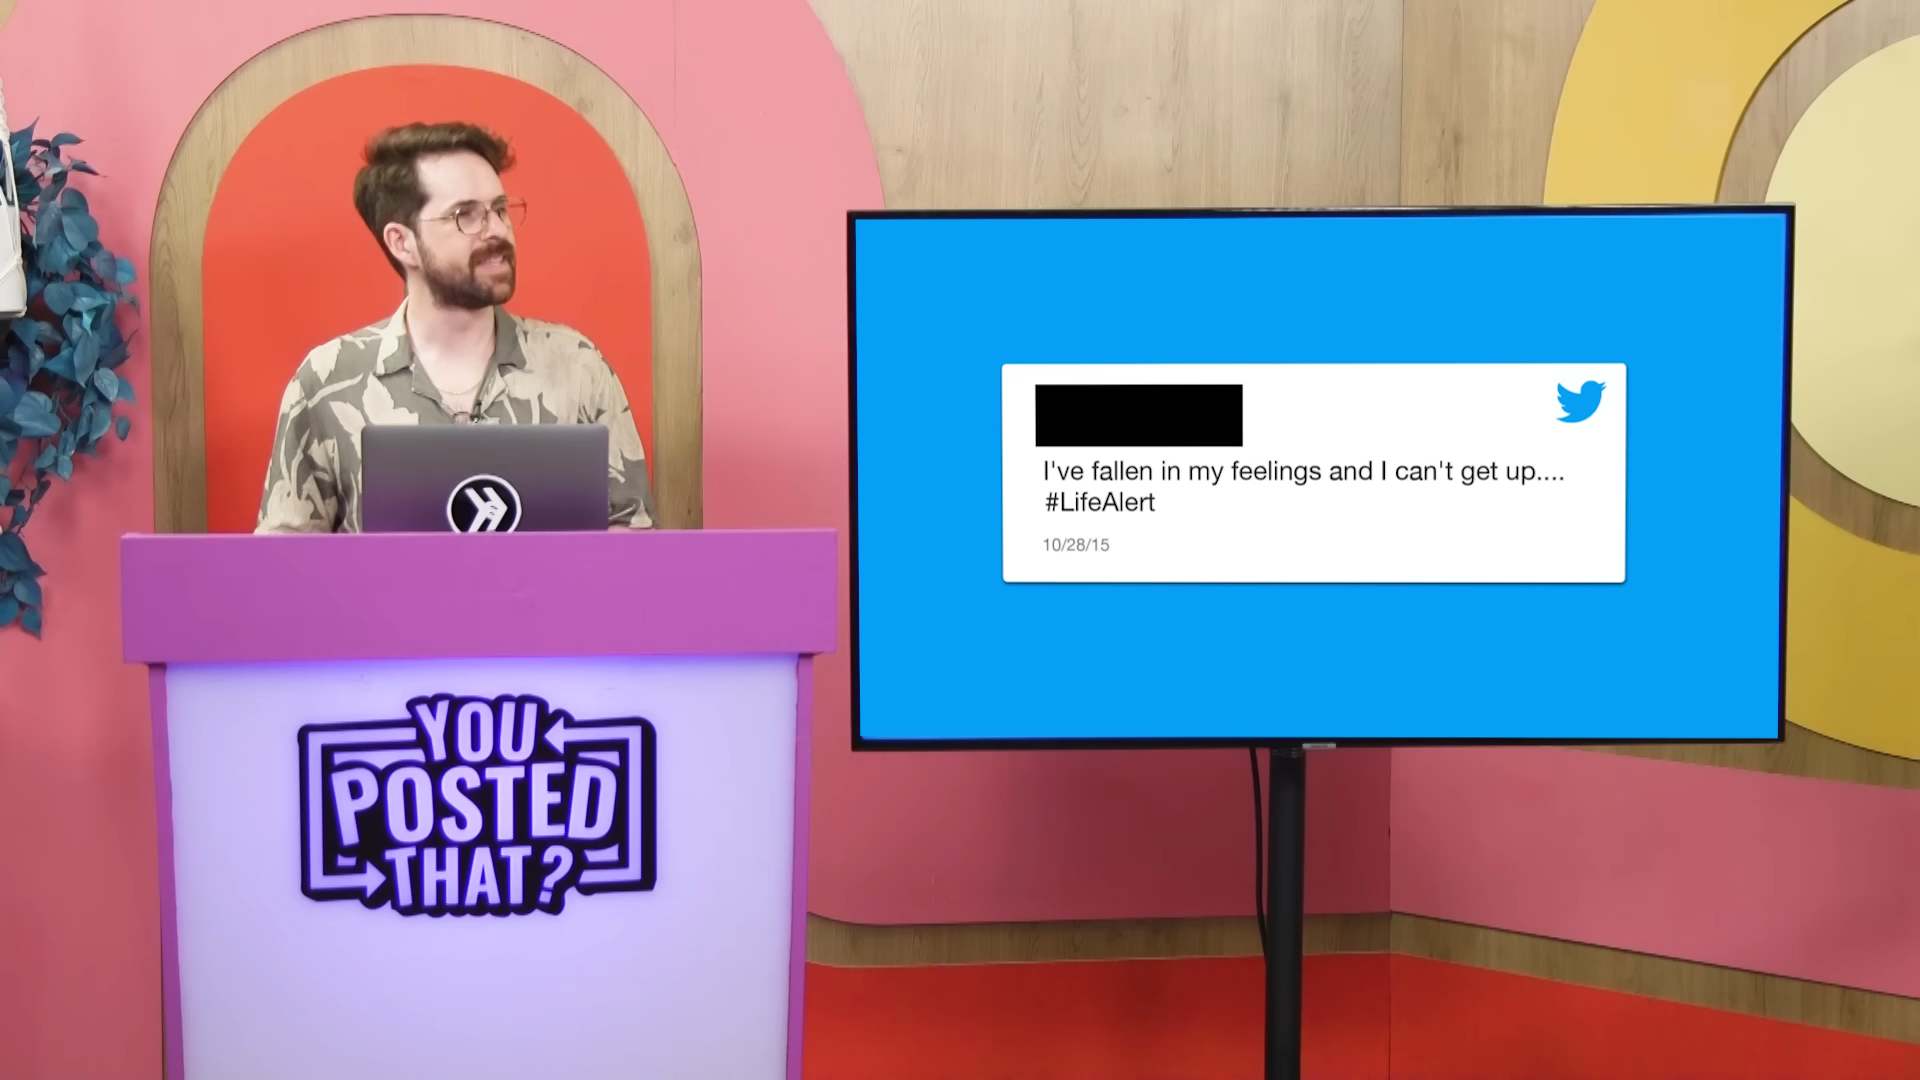 I've fallen in my feelings and I can't get up....
#LifeAlert
10/28/15
YOU
POSTED
THAT?